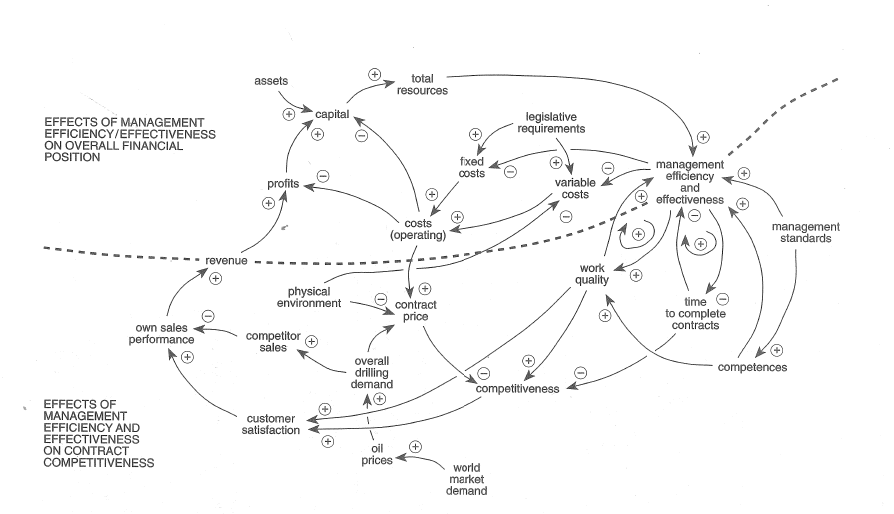 assets
+
total
resources
+
capital
+
−
EFFECTS OF MANAGEMENT
EFFICIENCY/EFFECTIVENESS
ON OVERALL FINANCIAL
POSITION
legislative
requirements
+
+
management
efficiency
and
effectiveness
fixed
costs
−
+
−
variable
costs
−
+
+
+
profits
−
+
+
+
costs
(operating)
+
−
management
standards
+
+
revenue
+
work
quality
+
physical
environment
−
+
contract
price
+
time
to complete
contracts
−
own sales
performance
−
+
competitor
sales
+
overall
drilling
demand
+
−
competitiveness
+
−
competences
+
EFFECTS OF
MANAGEMENT
EFFICIENCY AND
EFFECTIVENESS
ON CONTRACT
COMPETITIVENESS
customer
satisfaction
+
+
oil
prices
+
world
market
demand